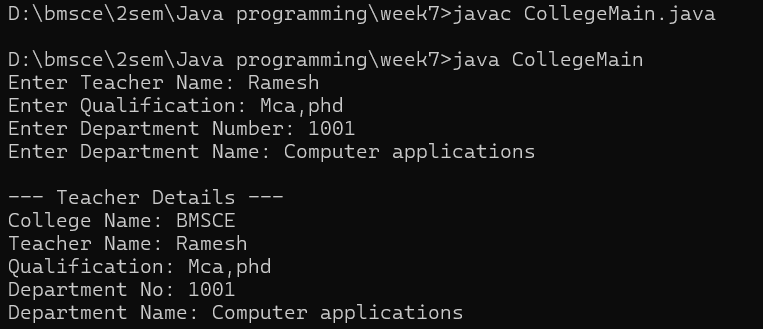 D:\bmsce\2sem\Java programming\week7>javac CollegeMain.java
D:\bmsce\2sem\Java programming\week7>java CollegeMain
Enter Teacher Name: Ramesh
Enter Qualification: Mca,phd
Enter Department Number: 1001
Enter Department Name: Computer applications
--- Teacher Details ---
College Name: BMSCE
Teacher Name: Ramesh
Qualification: Mca,phd
Department No: 1001
Department Name: Computer applications